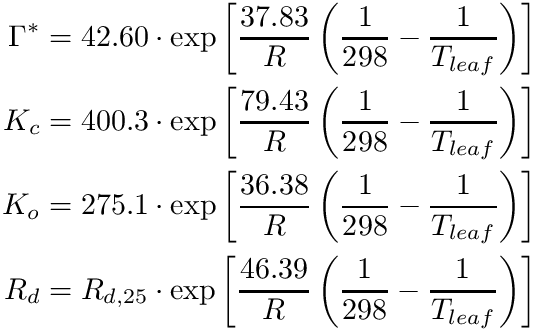 Γ* = 42.60 · exp [ 37.83/R ( 1/298 − 1/T_leaf ) ]
K_c = 400.3 · exp [ 79.43/R ( 1/298 − 1/T_leaf ) ]
K_o = 275.1 · exp [ 36.38/R ( 1/298 − 1/T_leaf ) ]
R_d = R_d,25 · exp [ 46.39/R ( 1/298 − 1/T_leaf ) ]